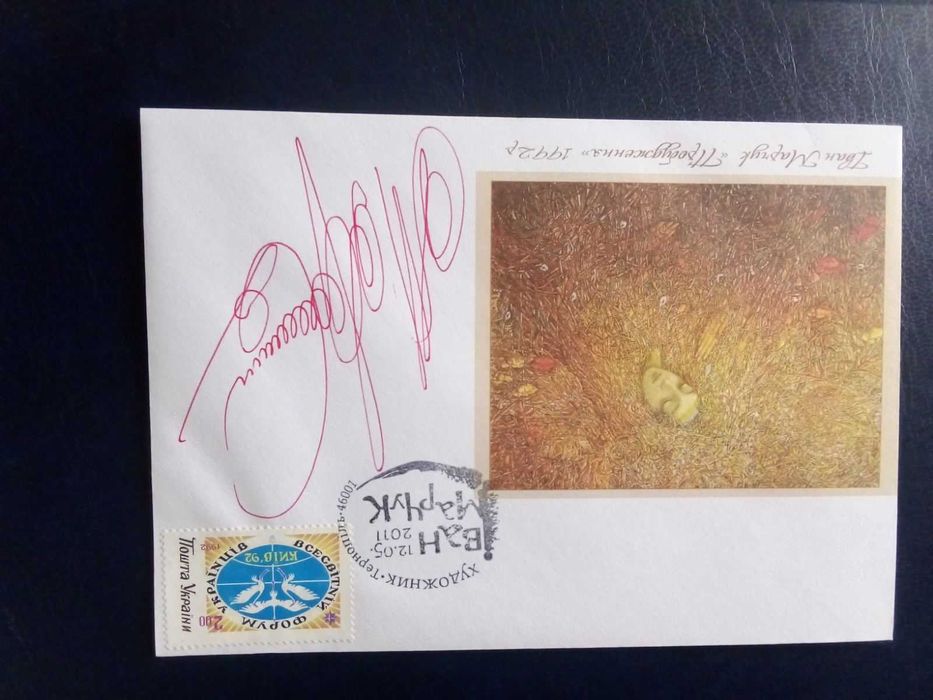 Іван Марчук «Пробудження» 1992р
Пошта України
1992
2.00
ВСЕСВІТНІЙ ФОРУМ УКРАЇНЦІВ
КИЇВ'92
ХУДОЖНИК • Тернопіль • 46001
іван
марчук
12.05.
2011